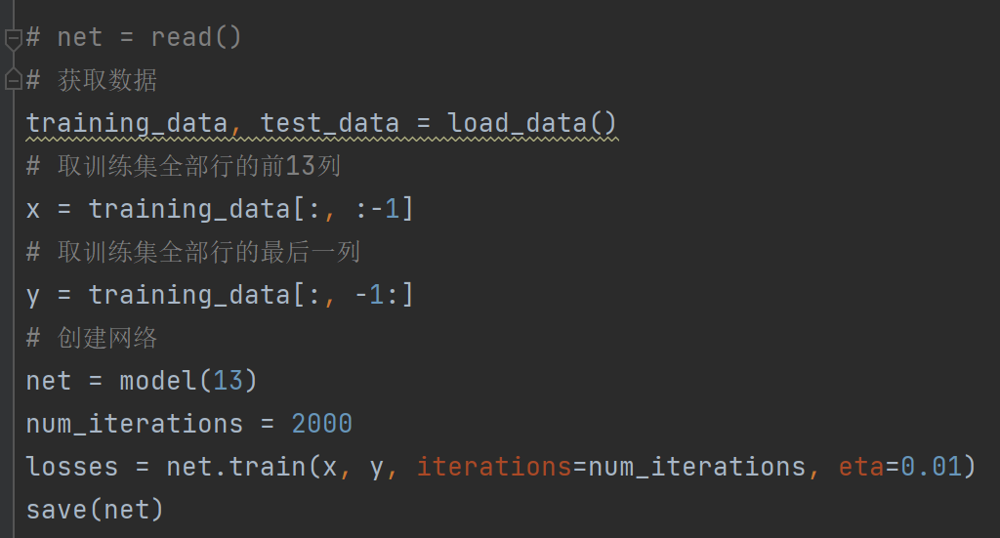 # net = read()
# 获取数据
training_data, test_data = load_data()
# 取训练集全部行的前13列
x = training_data[:, :-1]
# 取训练集全部行的最后一列
y = training_data[:, -1:]
# 创建网络
net = model(13)
num_iterations = 2000
losses = net.train(x, y, iterations=num_iterations, eta=0.01)
save(net)